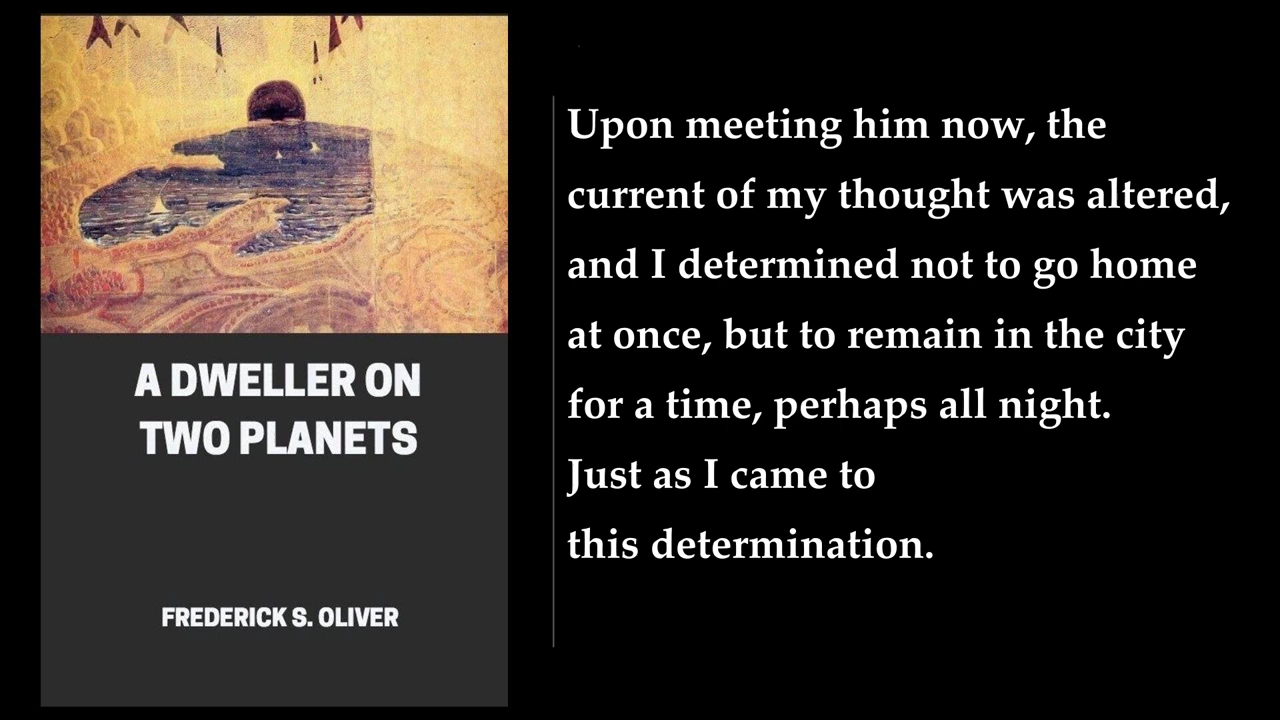 A DWELLER ON
TWO PLANETS
FREDERICK S. OLIVER
Upon meeting him now, the
current of my thought was altered,
and I determined not to go home
at once, but to remain in the city
for a time, perhaps all night.
Just as I came to
this determination.